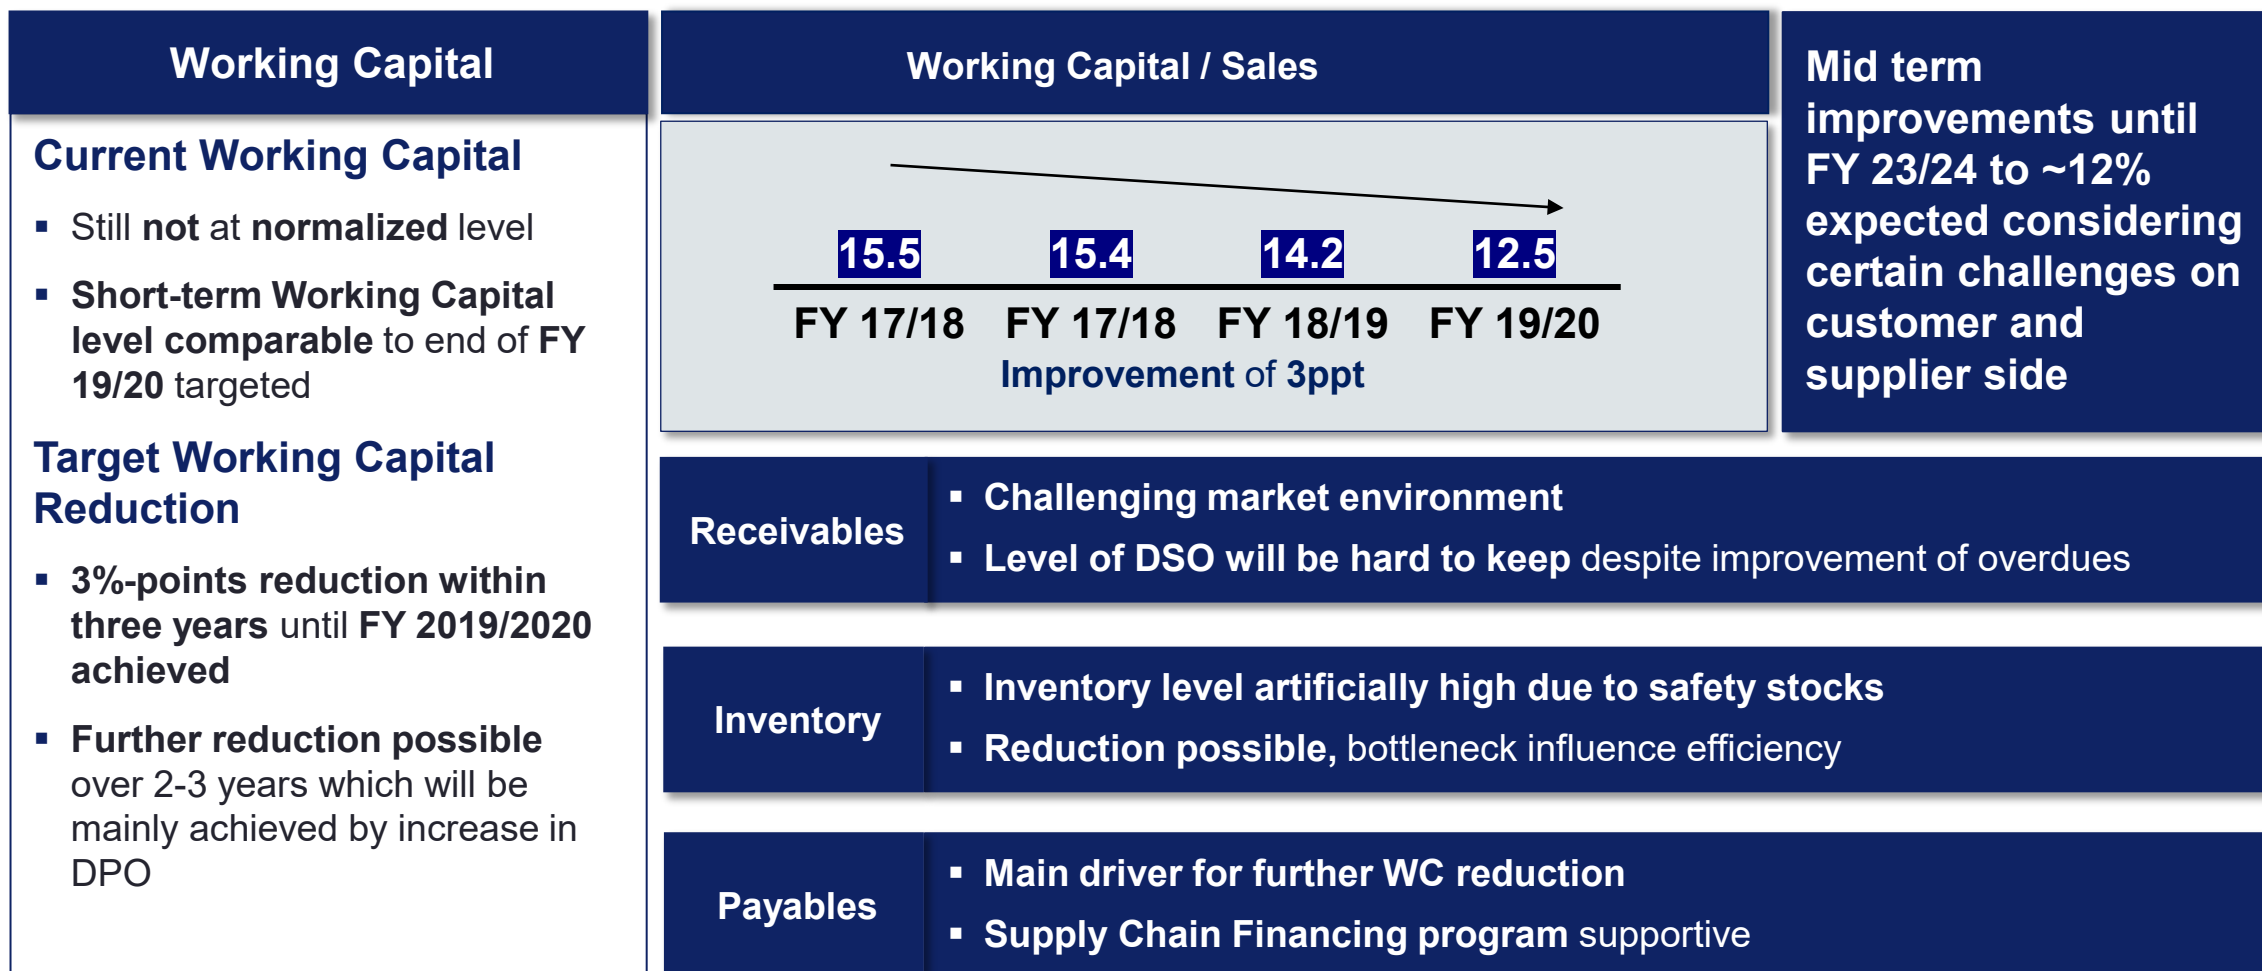 Working Capital
Current Working Capital
▪ Still not at normalized level
▪ Short-term Working Capital
level comparable to end of FY
19/20 targeted
Target Working Capital
Reduction
▪ 3%-points reduction within
three years until FY 2019/2020
achieved
▪ Further reduction possible
over 2-3 years which will be
mainly achieved by increase in
DPO
Working Capital / Sales
15.5 15.4 14.2 12.5
FY 17/18 FY 17/18 FY 18/19 FY 19/20
Improvement of 3ppt
Mid term
improvements until
FY 23/24 to ~12%
expected considering
certain challenges on
customer and
supplier side
Receivables
▪ Challenging market environment
▪ Level of DSO will be hard to keep despite improvement of overdues
Inventory
▪ Inventory level artificially high due to safety stocks
▪ Reduction possible, bottleneck influence efficiency
Payables
▪ Main driver for further WC reduction
▪ Supply Chain Financing program supportive